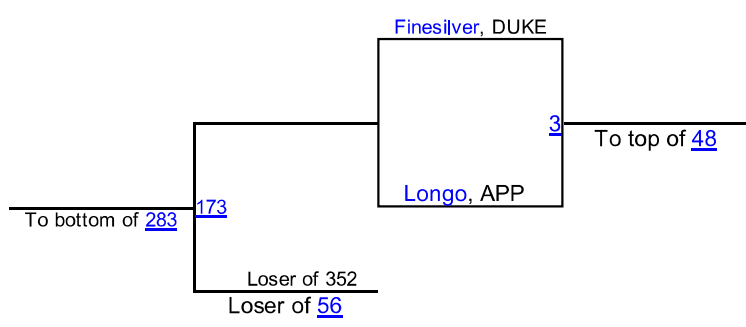 Finesilver, DUKE
3
To top of 48
Longo, APP
173
To bottom of 283
Loser of 352
Loser of 56